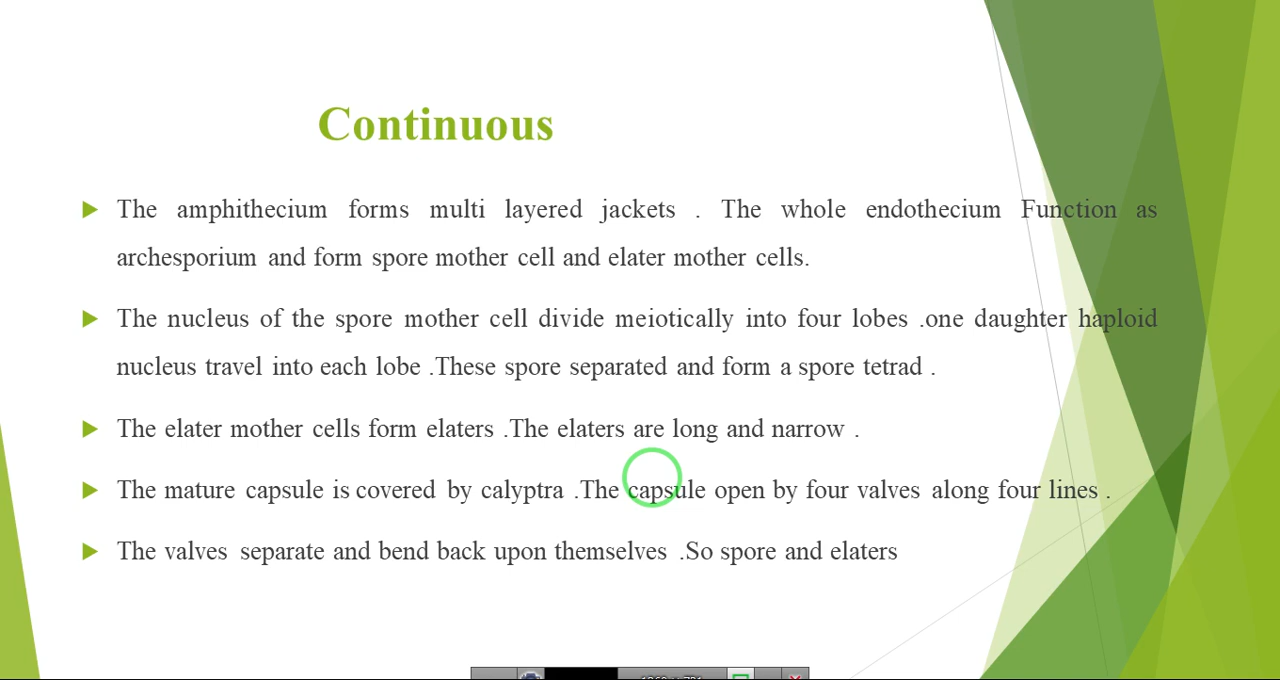 Continuous
The amphithecium forms multi layered jackets . The whole endothecium Function as
archesporium and form spore mother cell and elater mother cells.
The nucleus of the spore mother cell divide meiotically into four lobes .one daughter haploid
nucleus travel into each lobe .These spore separated and form a spore tetrad .
The elater mother cells form elaters .The elaters are long and narrow .
The mature capsule is covered by calyptra .The capsule open by four valves along four lines .
The valves separate and bend back upon themselves .So spore and elaters